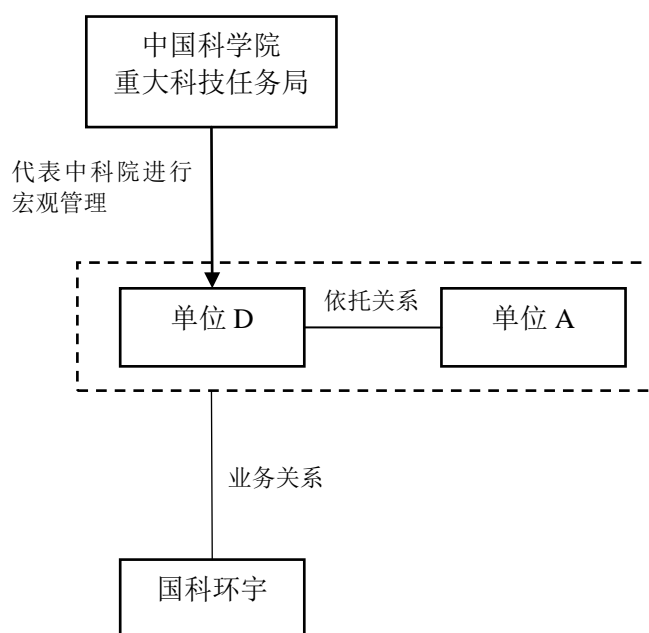 中国科学院
重大科技任务局
代表中科院进行
宏观管理
单位 D
依托关系
单位 A
业务关系
国科环宇